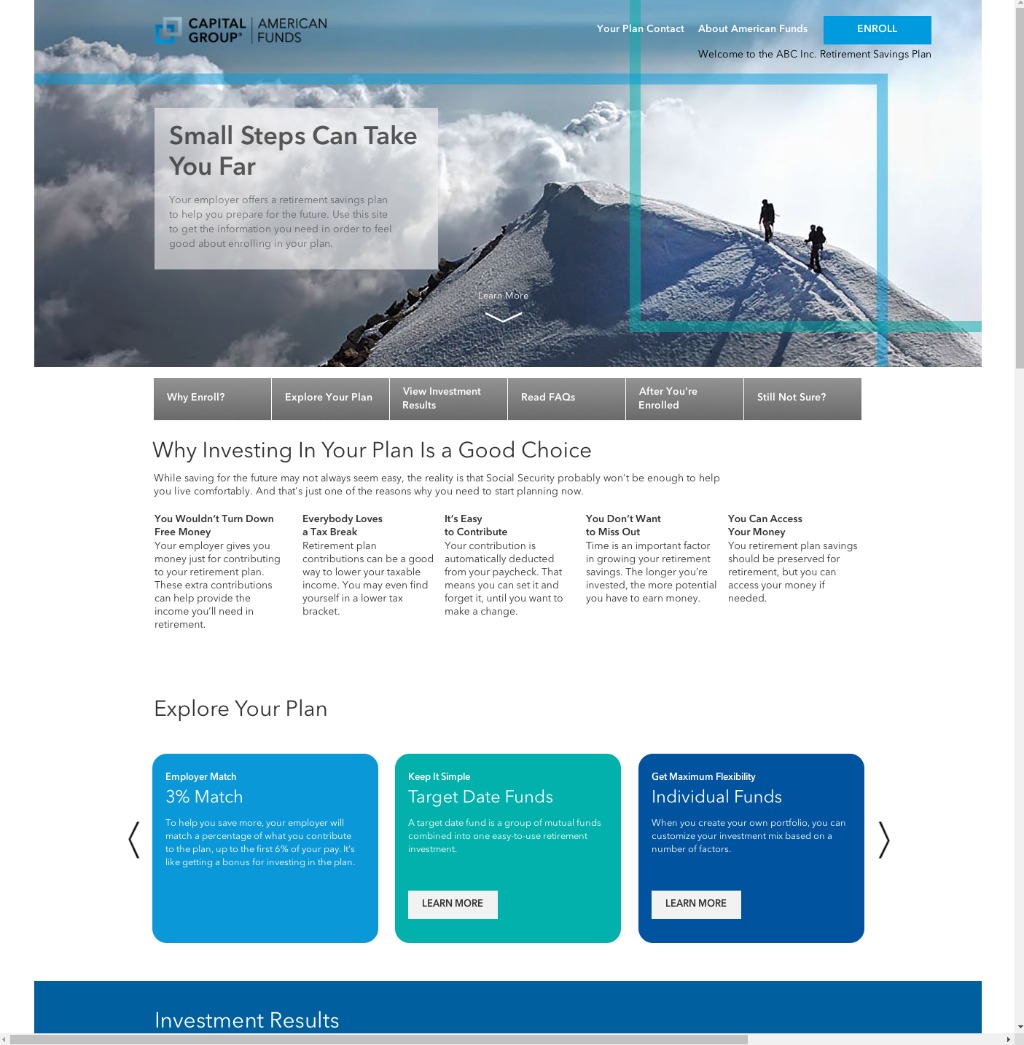 CAPITAL
GROUP®
AMERICAN
FUNDS
Your Plan Contact
About American Funds
ENROLL
Welcome to the ABC Inc. Retirement Savings Plan
Small Steps Can Take
You Far
Your employer offers a retirement savings plan
to help you prepare for the future. Use this site
to get the information you need in order to feel
good about enrolling in your plan.
Learn More
Why Enroll?
Explore Your Plan
View Investment
Results
Read FAQs
After You're
Enrolled
Still Not Sure?
Why Investing In Your Plan Is a Good Choice
While saving for the future may not always seem easy, the reality is that Social Security probably won't be enough to help
you live comfortably. And that's just one of the reasons why you need to start planning now.
You Wouldn't Turn Down
Free Money
Your employer gives you
money just for contributing
to your retirement plan.
These extra contributions
can help provide the
income you'll need in
retirement.
Everybody Loves
a Tax Break
Retirement plan
contributions can be a good
way to lower your taxable
income. You may even find
yourself in a lower tax
bracket.
It's Easy
to Contribute
Your contribution is
automatically deducted
from your paycheck. That
means you can set it and
forget it, until you want to
make a change.
You Don't Want
to Miss Out
Time is an important factor
in growing your retirement
savings. The longer you're
invested, the more potential
you have to earn money.
You Can Access
Your Money
You retirement plan savings
should be preserved for
retirement, but you can
access your money if
needed.
Explore Your Plan
Employer Match
3% Match
To help you save more, your employer will
match a percentage of what you contribute
to the plan, up to the first 6% of your pay. It's
like getting a bonus for investing in the plan.
Keep It Simple
Target Date Funds
A target date fund is a group of mutual funds
combined into one easy-to-use retirement
investment.
LEARN MORE
Get Maximum Flexibility
Individual Funds
When you create your own portfolio, you can
customize your investment mix based on a
number of factors.
LEARN MORE
Investment Results